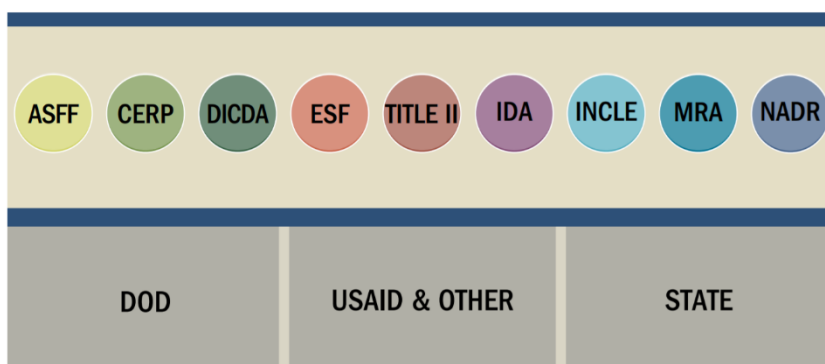 ASFF CERP DICDA ESF TITLE II IDA INCLE MRA NADR
DOD USAID & OTHER STATE